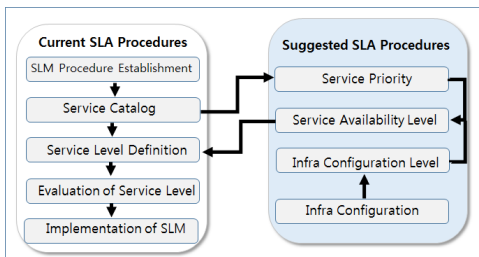 Current SLA Procedures
SLM Procedure Establishment
Service Catalog
Service Level Definition
Evaluation of Service Level
Implementation of SLM
Suggested SLA Procedures
Service Priority
Service Availability Level
Infra Configuration Level
Infra Configuration